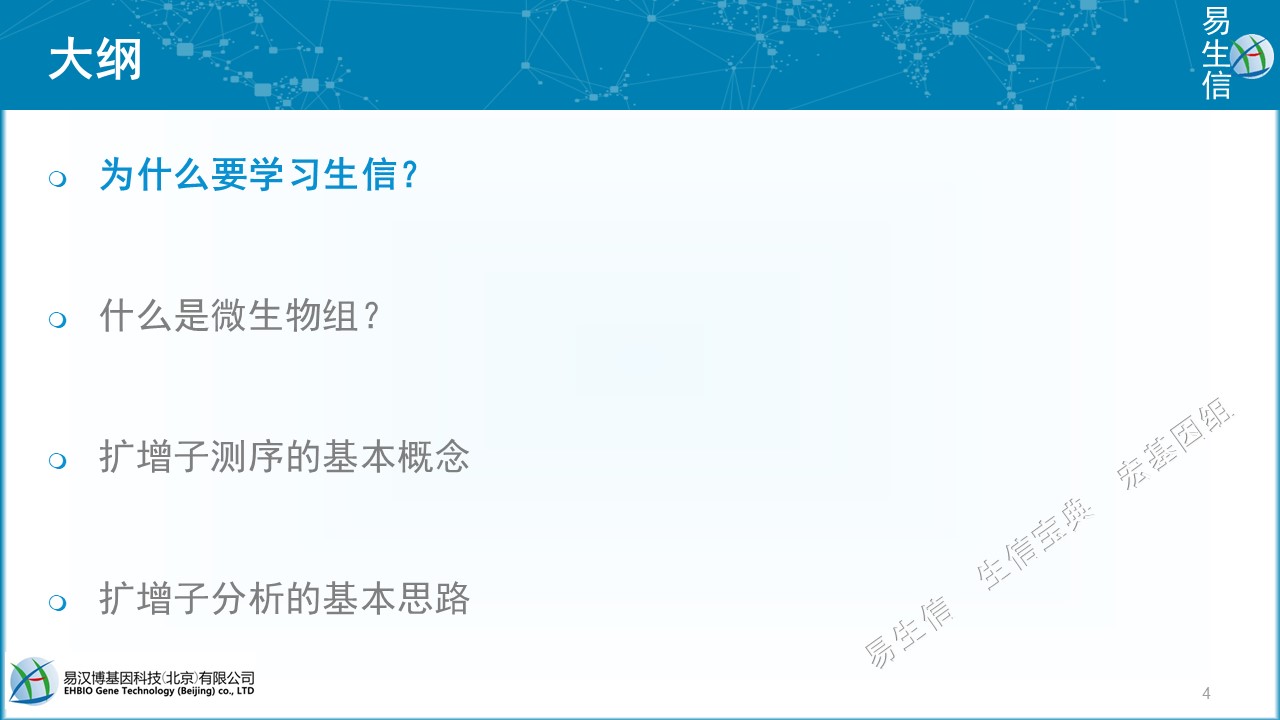 大纲
易生信
为什么要学习生信？
什么是微生物组？
扩增子测序的基本概念
扩增子分析的基本思路
易生信 生信宝典 宏基因组
易汉博基因科技(北京)有限公司
EHBIO Gene Technology (Beijing) co., LTD
4